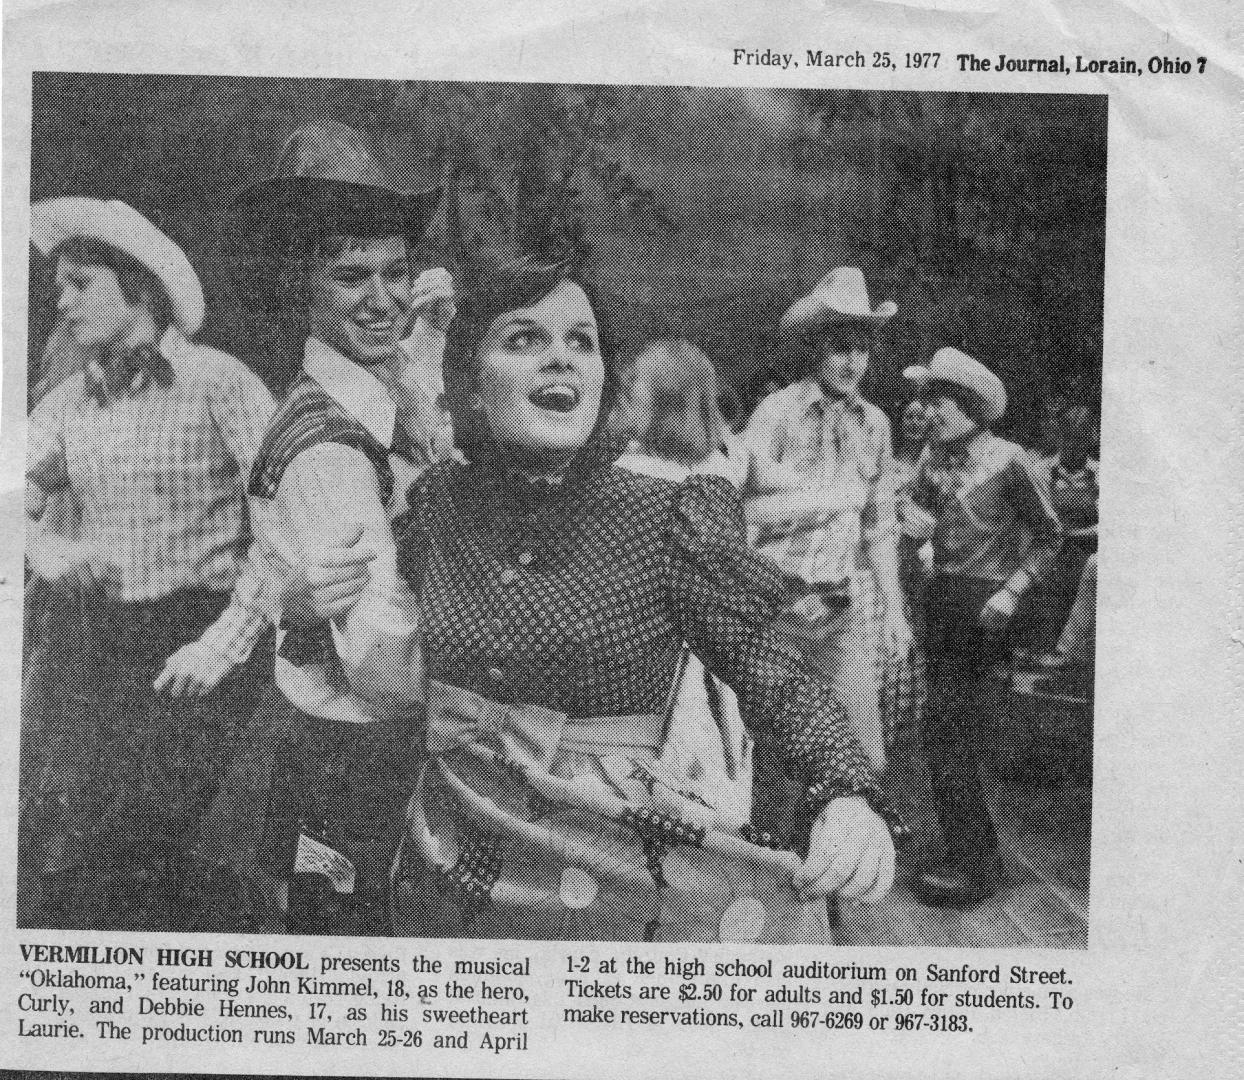 Friday, March 25, 1977 The Journal, Lorain, Ohio 7
VERMILION HIGH SCHOOL presents the musical
“Oklahoma,” featuring John Kimmel, 18, as the hero,
Curly, and Debbie Hennes, 17, as his sweetheart
Laurie. The production runs March 25-26 and April
1-2 at the high school auditorium on Sanford Street.
Tickets are $2.50 for adults and $1.50 for students. To
make reservations, call 967-6269 or 967-3183.